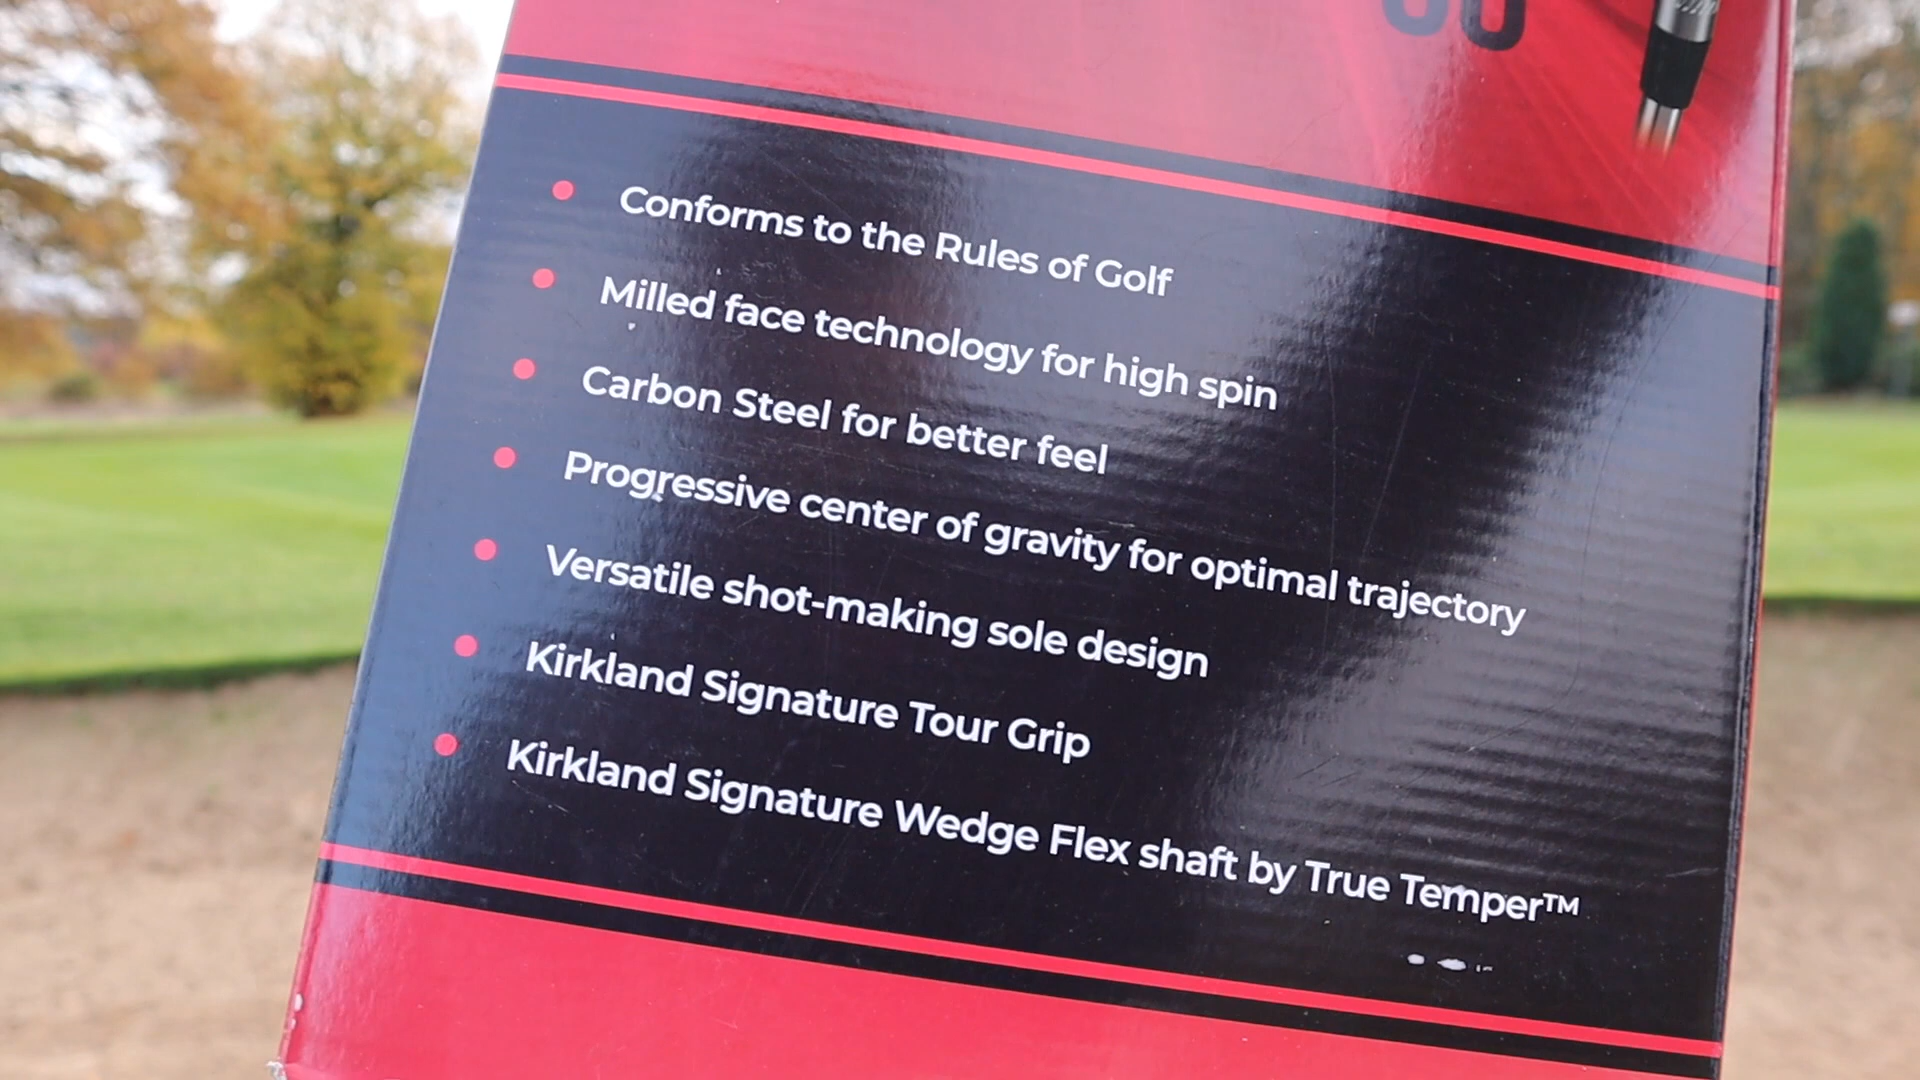 Conforms to the Rules of Golf
Milled face technology for high spin
Carbon Steel for better feel
Progressive center of gravity for optimal trajectory
Versatile shot-making sole design
Kirkland Signature Tour Grip
Kirkland Signature Wedge Flex shaft by True Temper™